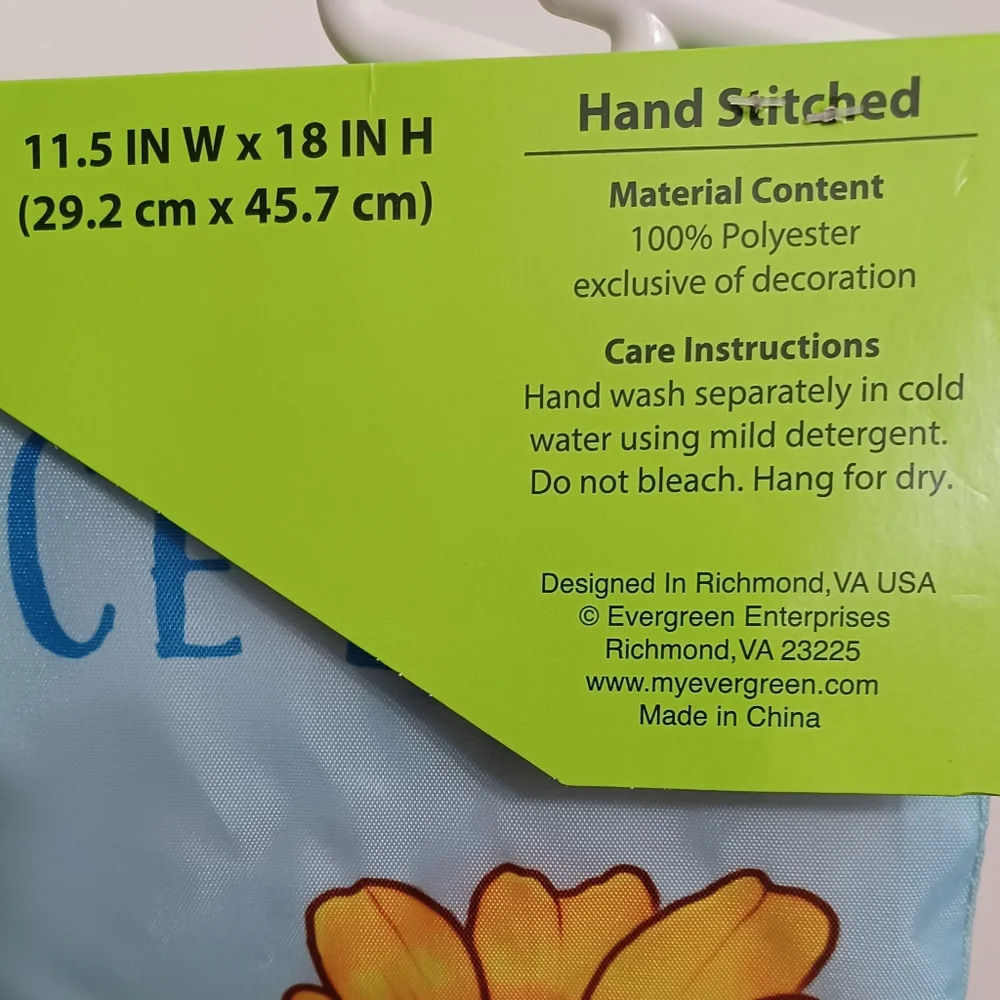 11.5 IN W x 18 IN H
(29.2 cm x 45.7 cm)
Hand Stitched
Material Content
100% Polyester
exclusive of decoration
Care Instructions
Hand wash separately in cold
water using mild detergent.
Do not bleach. Hang for dry.
Designed In Richmond,VA USA
© Evergreen Enterprises
Richmond,VA 23225
www.myevergreen.com
Made in China
CE